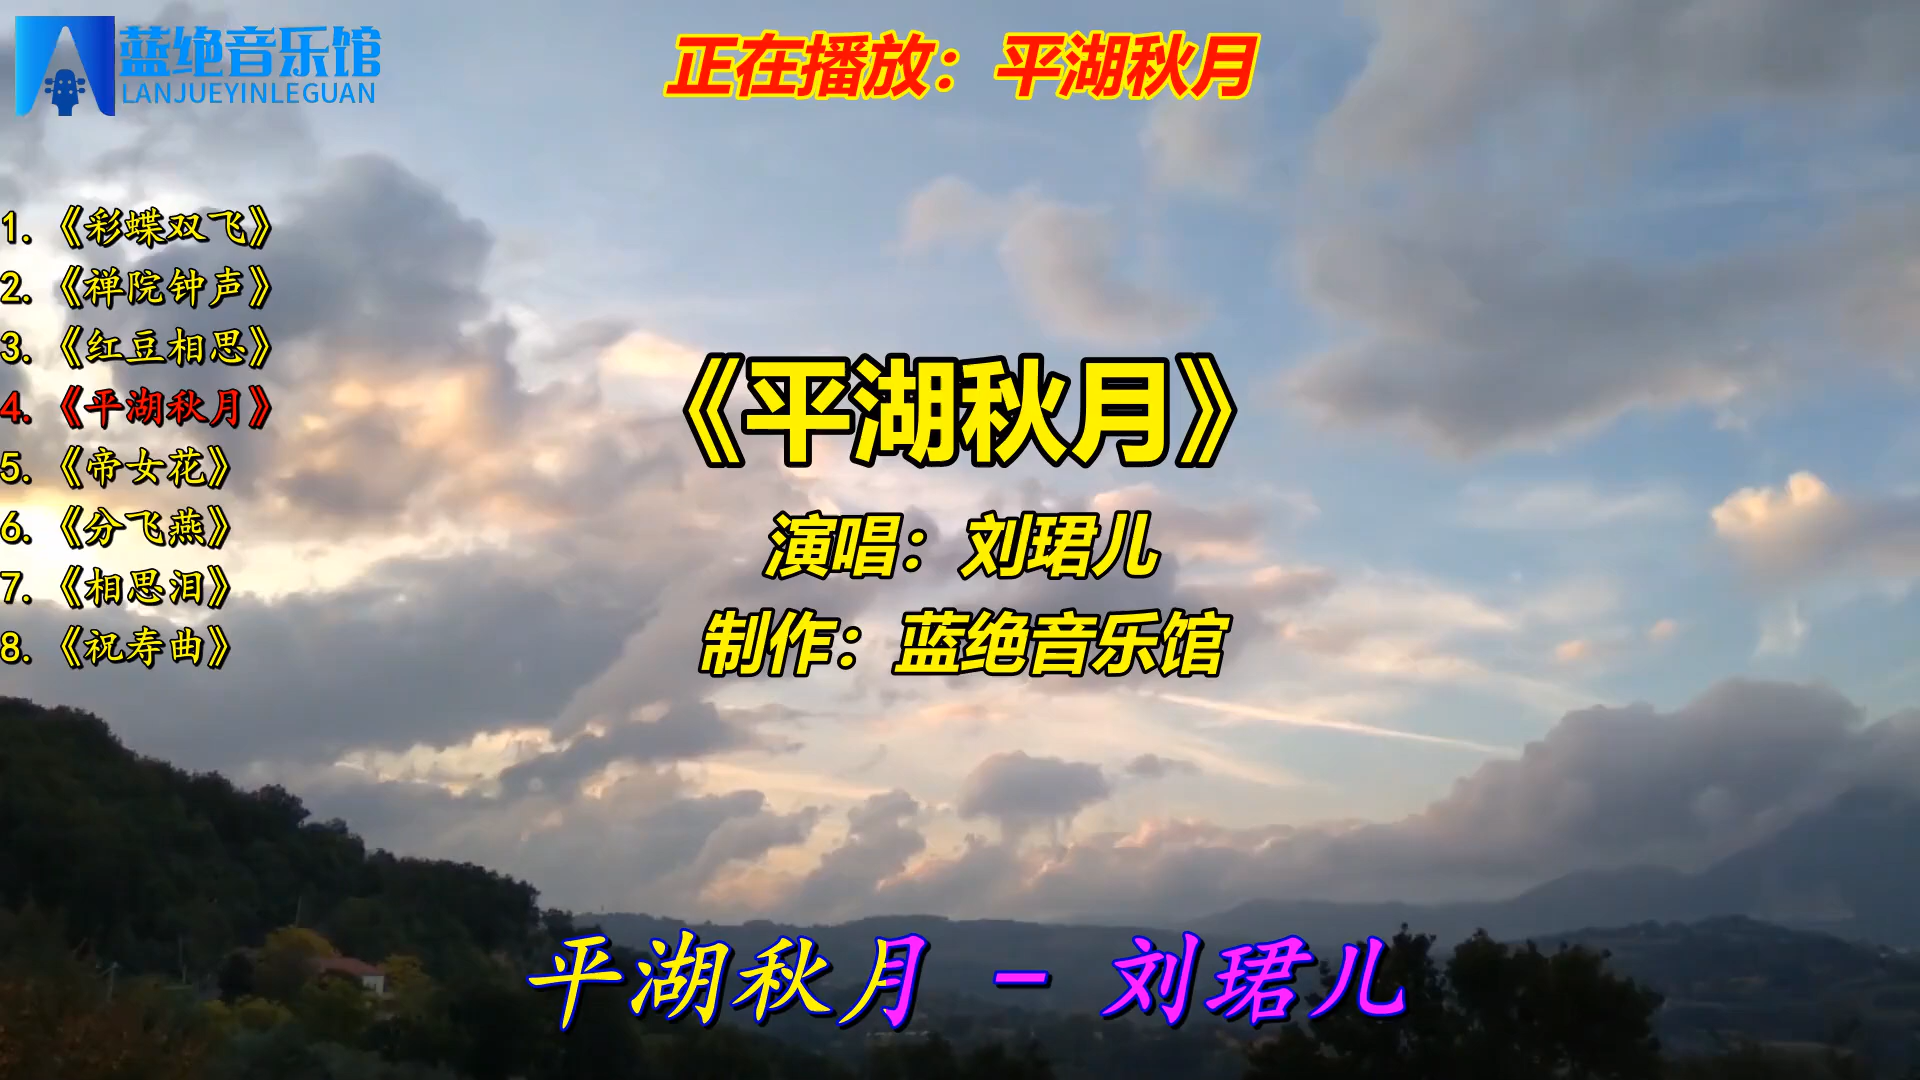 蓝绝音乐馆
LANJUEYINLEGUAN
正在播放：平湖秋月
1.《彩蝶双飞》
2.《禅院钟声》
3.《红豆相思》
4.《平湖秋月》
5.《帝女花》
6.《分飞燕》
7.《相思泪》
8.《祝寿曲》
《平湖秋月》
演唱：刘珺儿
制作：蓝绝音乐馆
平湖秋月 - 刘珺儿